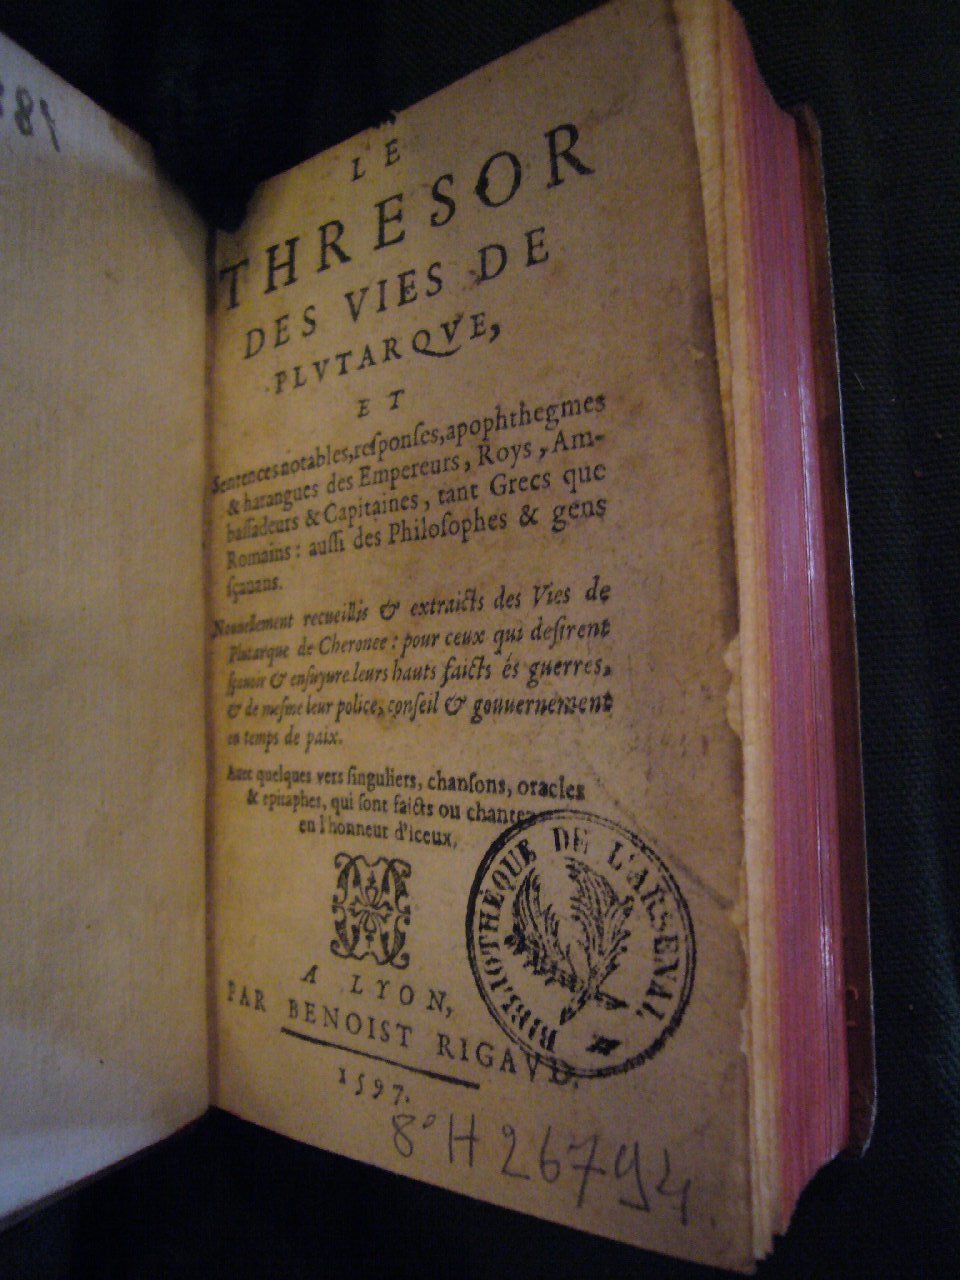 LE
THRESOR
DES VIES DE
PLVTARQVE,
ET
Sentences notables, reſponſes, apophthegmes
& harangues des Empereurs, Roys, Am-
baſſadeurs & Capitaines, tant Grecs que
Romains: auſſi des Philoſophes & gens
ſçauans.
Nouuellement recueillis & extraicts des Vies de
Plutarque de Cheronee: pour ceux qui deſirent
ſçauoir & enſuyure leurs hauts faicts és guerres,
& de meſme leur police, conſeil & gouuernement
en temps de paix.
Auec quelques vers ſinguliers, chanſons, oracles
& epitaphes, qui ſont faicts ou chantez
en l'honneur d'iceux.
A LYON,
PAR BENOIST RIGAVD.
1597.
BIBLIOTHÈQUE DE L'ARSENAL
8° H 26794